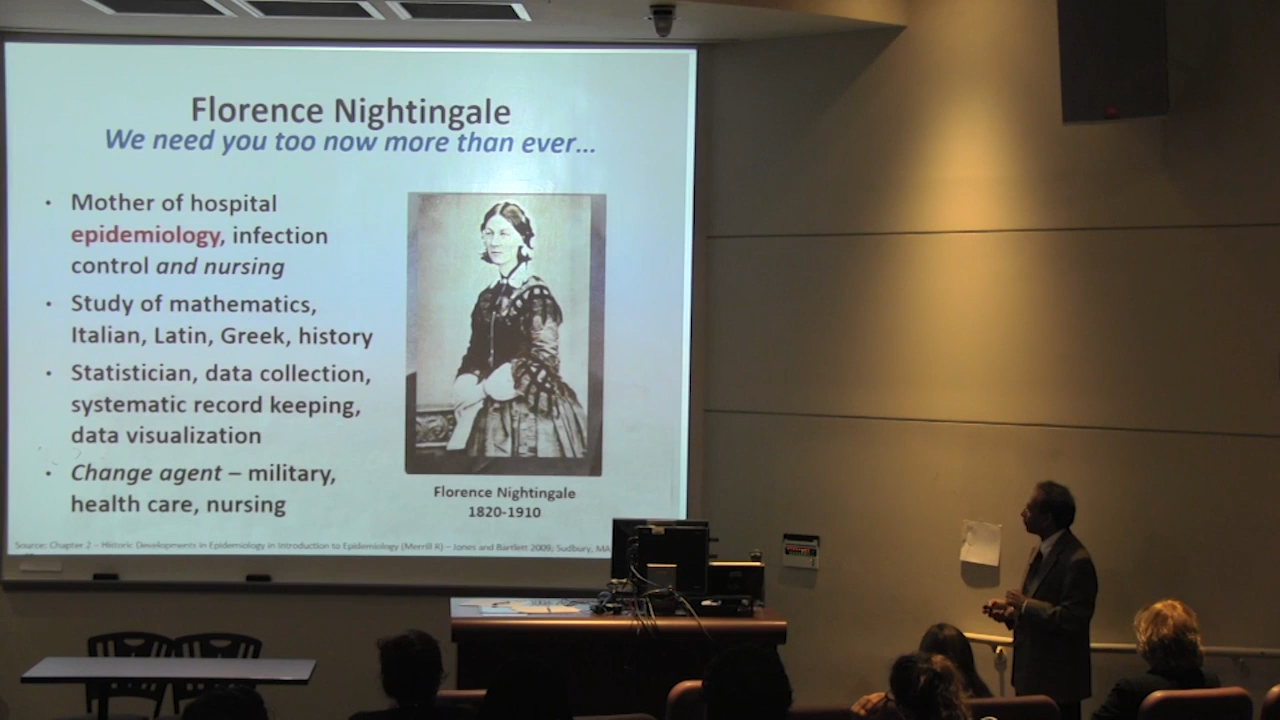 Florence Nightingale
We need you too now more than ever...
• Mother of hospital
epidemiology, infection
control and nursing
• Study of mathematics,
Italian, Latin, Greek, history
• Statistician, data collection,
systematic record keeping,
data visualization
• Change agent – military,
health care, nursing
Florence Nightingale
1820-1910
Source: Chapter 2 – Historic Developments in Epidemiology in Introduction to Epidemiology (Merrill R) – Jones and Bartlett 2009; Sudbury, MA